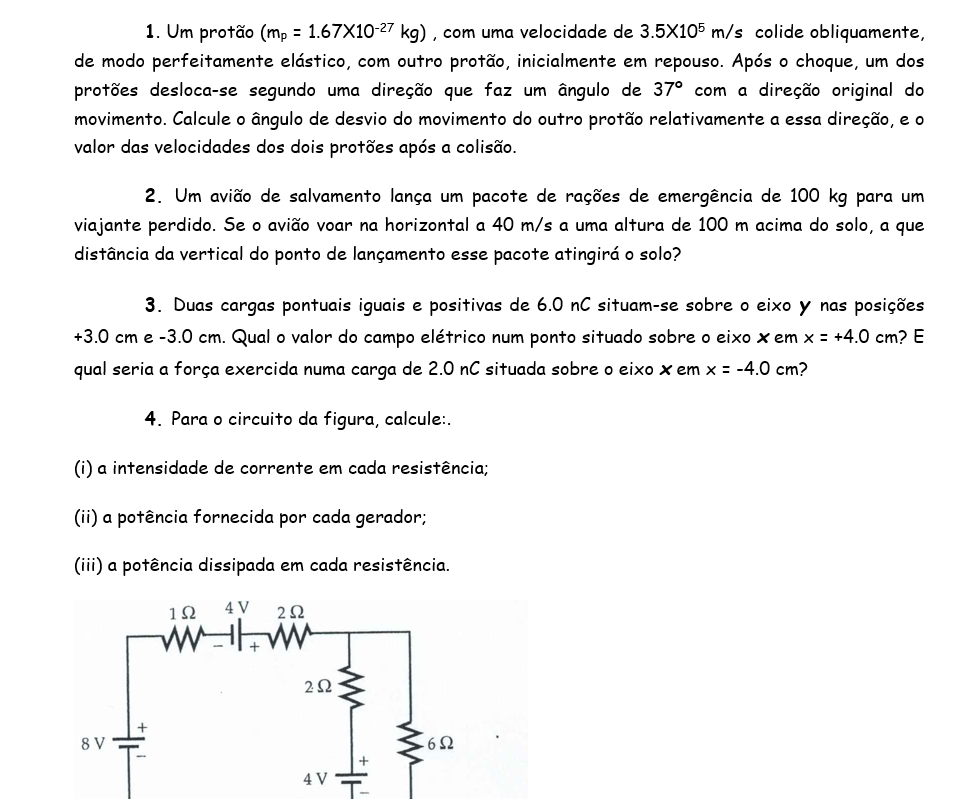 1. Um protão (mₚ = 1.67X10⁻²⁷ kg) , com uma velocidade de 3.5X10⁵ m/s colide obliquamente,
de modo perfeitamente elástico, com outro protão, inicialmente em repouso. Após o choque, um dos
protões desloca-se segundo uma direção que faz um ângulo de 37º com a direção original do
movimento. Calcule o ângulo de desvio do movimento do outro protão relativamente a essa direção, e o
valor das velocidades dos dois protões após a colisão.
2. Um avião de salvamento lança um pacote de rações de emergência de 100 kg para um
viajante perdido. Se o avião voar na horizontal a 40 m/s a uma altura de 100 m acima do solo, a que
distância da vertical do ponto de lançamento esse pacote atingirá o solo?
3. Duas cargas pontuais iguais e positivas de 6.0 nC situam-se sobre o eixo y nas posições
+3.0 cm e -3.0 cm. Qual o valor do campo elétrico num ponto situado sobre o eixo x em x = +4.0 cm? E
qual seria a força exercida numa carga de 2.0 nC situada sobre o eixo x em x = -4.0 cm?
4. Para o circuito da figura, calcule:.
(i) a intensidade de corrente em cada resistência;
(ii) a potência fornecida por cada gerador;
(iii) a potência dissipada em cada resistência.
1 Ω 4 V 2 Ω
− +
2 Ω
+
8 V
−
6 Ω
+
4 V
−